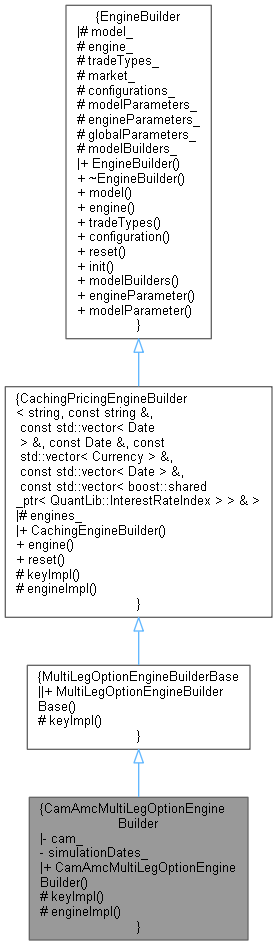 {EngineBuilder
|# model_
# engine_
# tradeTypes_
# market_
# configurations_
# modelParameters_
# engineParameters_
# globalParameters_
# modelBuilders_
|+ EngineBuilder()
+ ~EngineBuilder()
+ model()
+ engine()
+ tradeTypes()
+ configuration()
+ reset()
+ init()
+ modelBuilders()
+ engineParameter()
+ modelParameter()
}
{CachingPricingEngineBuilder
< string, const string &,
const std::vector< Date
> &, const Date &, const
std::vector< Currency > &,
const std::vector< Date > &,
const std::vector< boost::shared
_ptr< QuantLib::InterestRateIndex > > & >
|# engines_
|+ CachingEngineBuilder()
+ engine()
+ reset()
# keyImpl()
# engineImpl()
}
{MultiLegOptionEngineBuilderBase
||+ MultiLegOptionEngineBuilder
Base()
# keyImpl()
}
{CamAmcMultiLegOptionEngine
Builder
|- cam_
- simulationDates_
|+ CamAmcMultiLegOptionEngine
Builder()
# keyImpl()
# engineImpl()
}